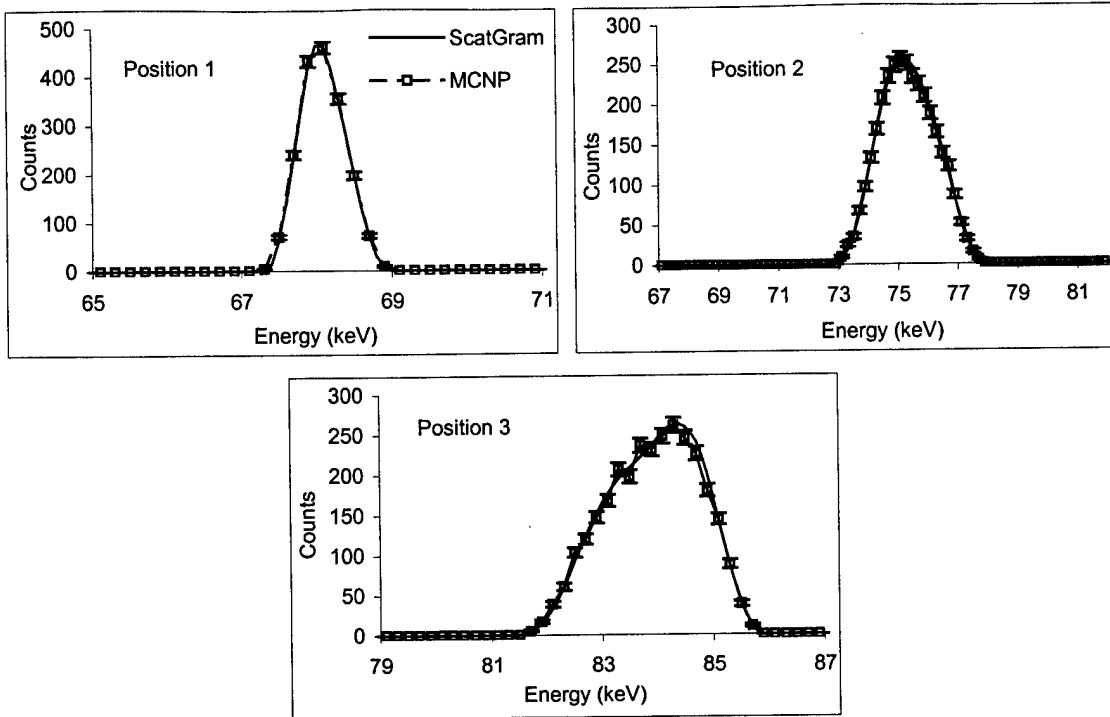 500
400
300
200
100
0
Counts
Position 1
ScatGram
MCNP
65 67 69 71
Energy (keV)
300
250
200
150
100
50
0
Counts
Position 2
67 69 71 73 75 77 79 81
Energy (keV)
300
250
200
150
100
50
0
Counts
Position 3
79 81 83 85 87
Energy (keV)